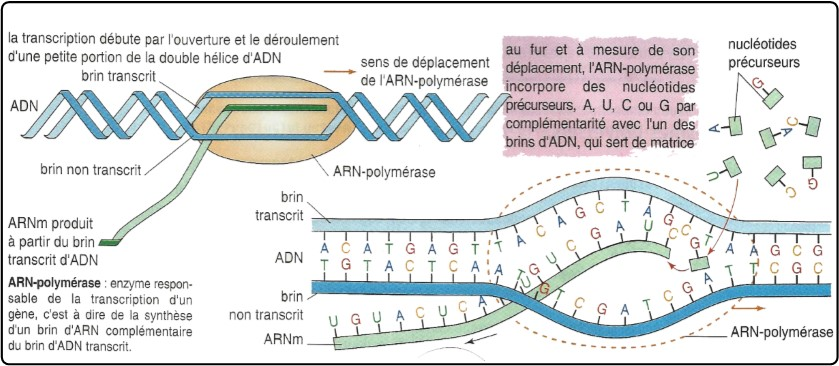 la transcription débute par l'ouverture et le déroulement
d'une petite portion de la double hélice d'ADN
brin transcrit
sens de déplacement
de l'ARN-polymérase
ADN
brin non transcrit
ARN-polymérase
ARNm produit
à partir du brin
transcrit d'ADN
ARN-polymérase : enzyme respon-
sable de la transcription d'un
gène, c'est à dire de la synthèse
d'un brin d'ARN complémentaire
du brin d'ADN transcrit.
au fur et à mesure de son
déplacement, l'ARN-polymérase
incorpore des nucléotides
précurseurs, A, U, C ou G par
complémentarité avec l'un des
brins d'ADN, qui sert de matrice
nucléotides
précurseurs
G
A
C A
U
C
G
brin
transcrit
ADN
A C A T G A G T T A C A G C T A G C T A A G C G C
T G T A C T C A A T G T C G A T C G A T T C G C G
brin
non transcrit
U G U A C U C A U G U C G A U C G
ARNm
ARN-polymérase